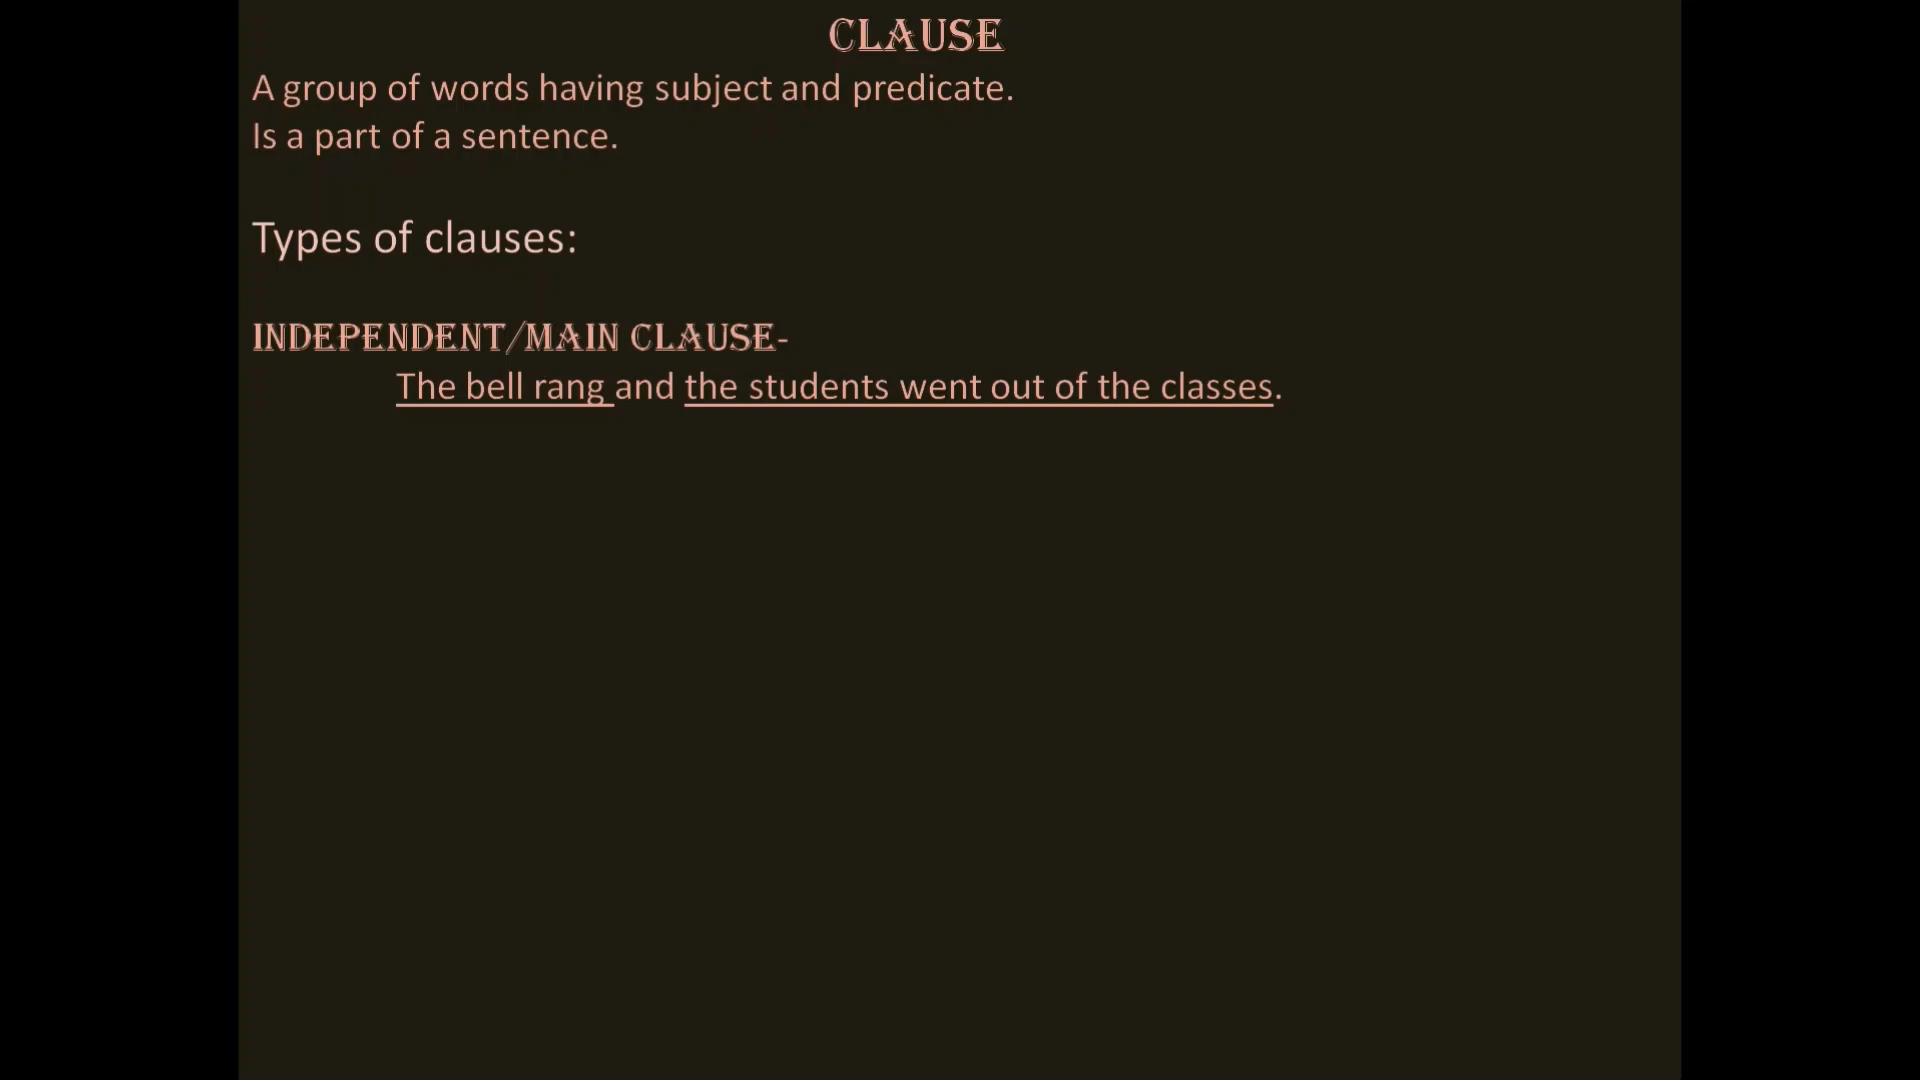 CLAUSE
A group of words having subject and predicate.
Is a part of a sentence.
Types of clauses:
INDEPENDENT/MAIN CLAUSE-
The bell rang and the students went out of the classes.